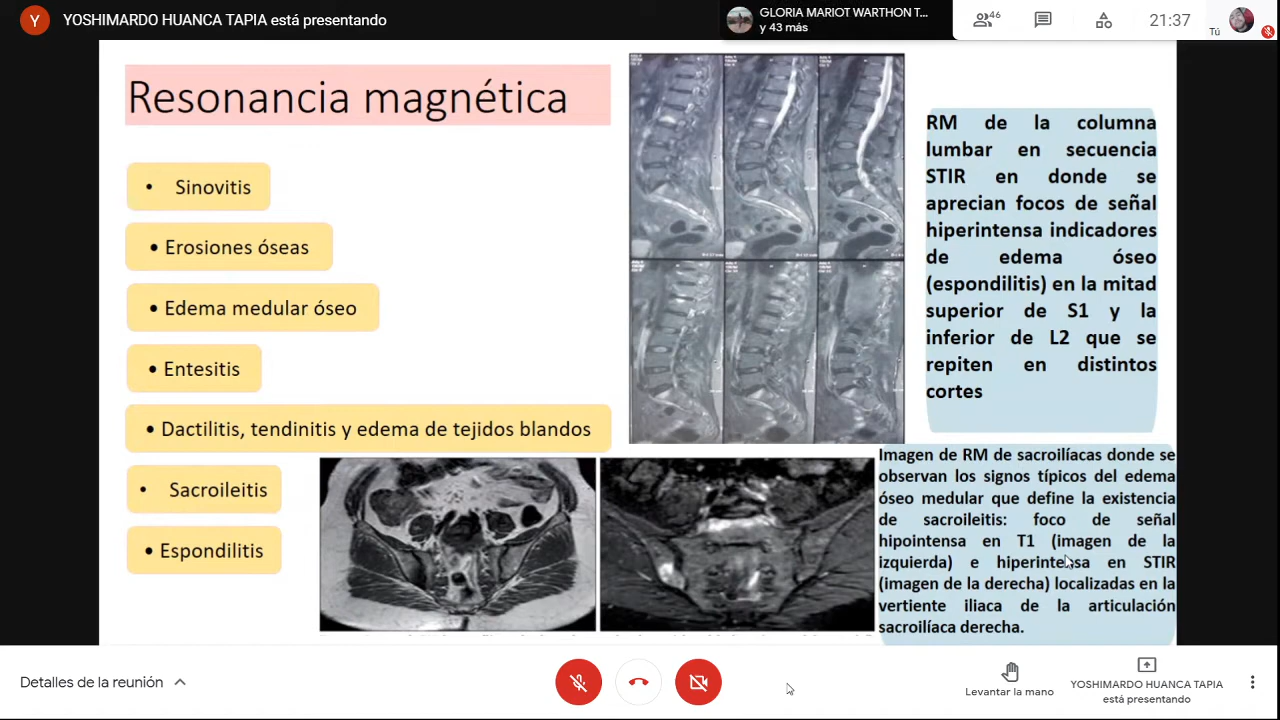 Y YOSHIMARDO HUANCA TAPIA está presentando
GLORIA MARIOT WARTHON T...
y 43 más
46
21:37
Tú
Resonancia magnética
• Sinovitis
• Erosiones óseas
• Edema medular óseo
• Entesitis
• Dactilitis, tendinitis y edema de tejidos blandos
• Sacroileitis
• Espondilitis
RM de la columna
lumbar en secuencia
STIR en donde se
aprecian focos de señal
hiperintensa indicadores
de edema óseo
(espondilitis) en la mitad
superior de S1 y la
inferior de L2 que se
repiten en distintos
cortes
Imagen de RM de sacroilíacas donde se
observan los signos típicos del edema
óseo medular que define la existencia
de sacroileitis: foco de señal
hipointensa en T1 (imagen de la
izquierda) e hiperintensa en STIR
(imagen de la derecha) localizadas en la
vertiente iliaca de la articulación
sacroilíaca derecha.
Detalles de la reunión
Levantar la mano
YOSHIMARDO HUANCA TAPIA
está presentando